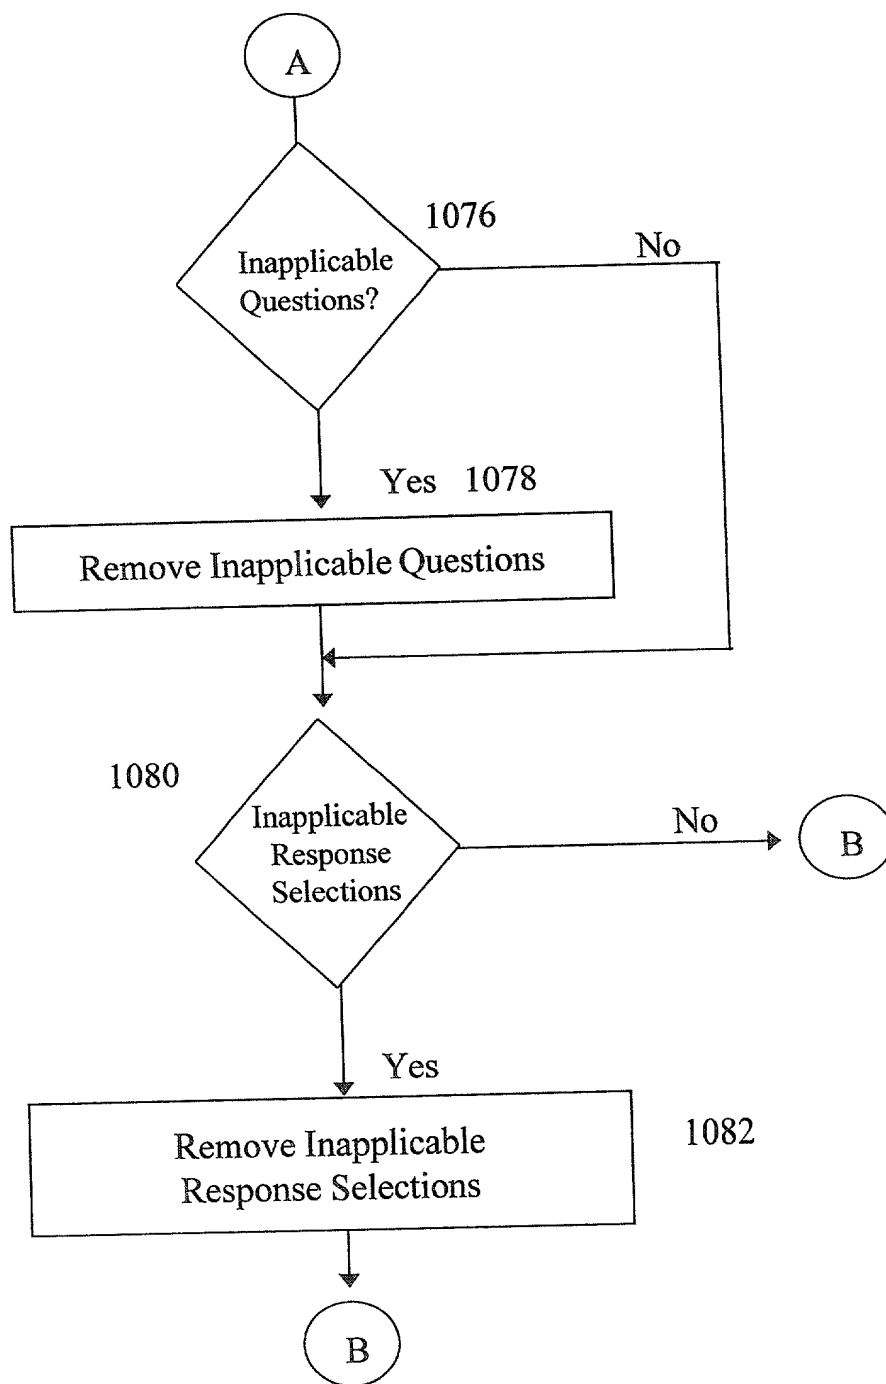 A
1076
No
Inapplicable
Questions?
Yes 1078
Remove Inapplicable Questions
1080
Inapplicable
Response
Selections
No
B
Yes
Remove Inapplicable
Response Selections
1082
B